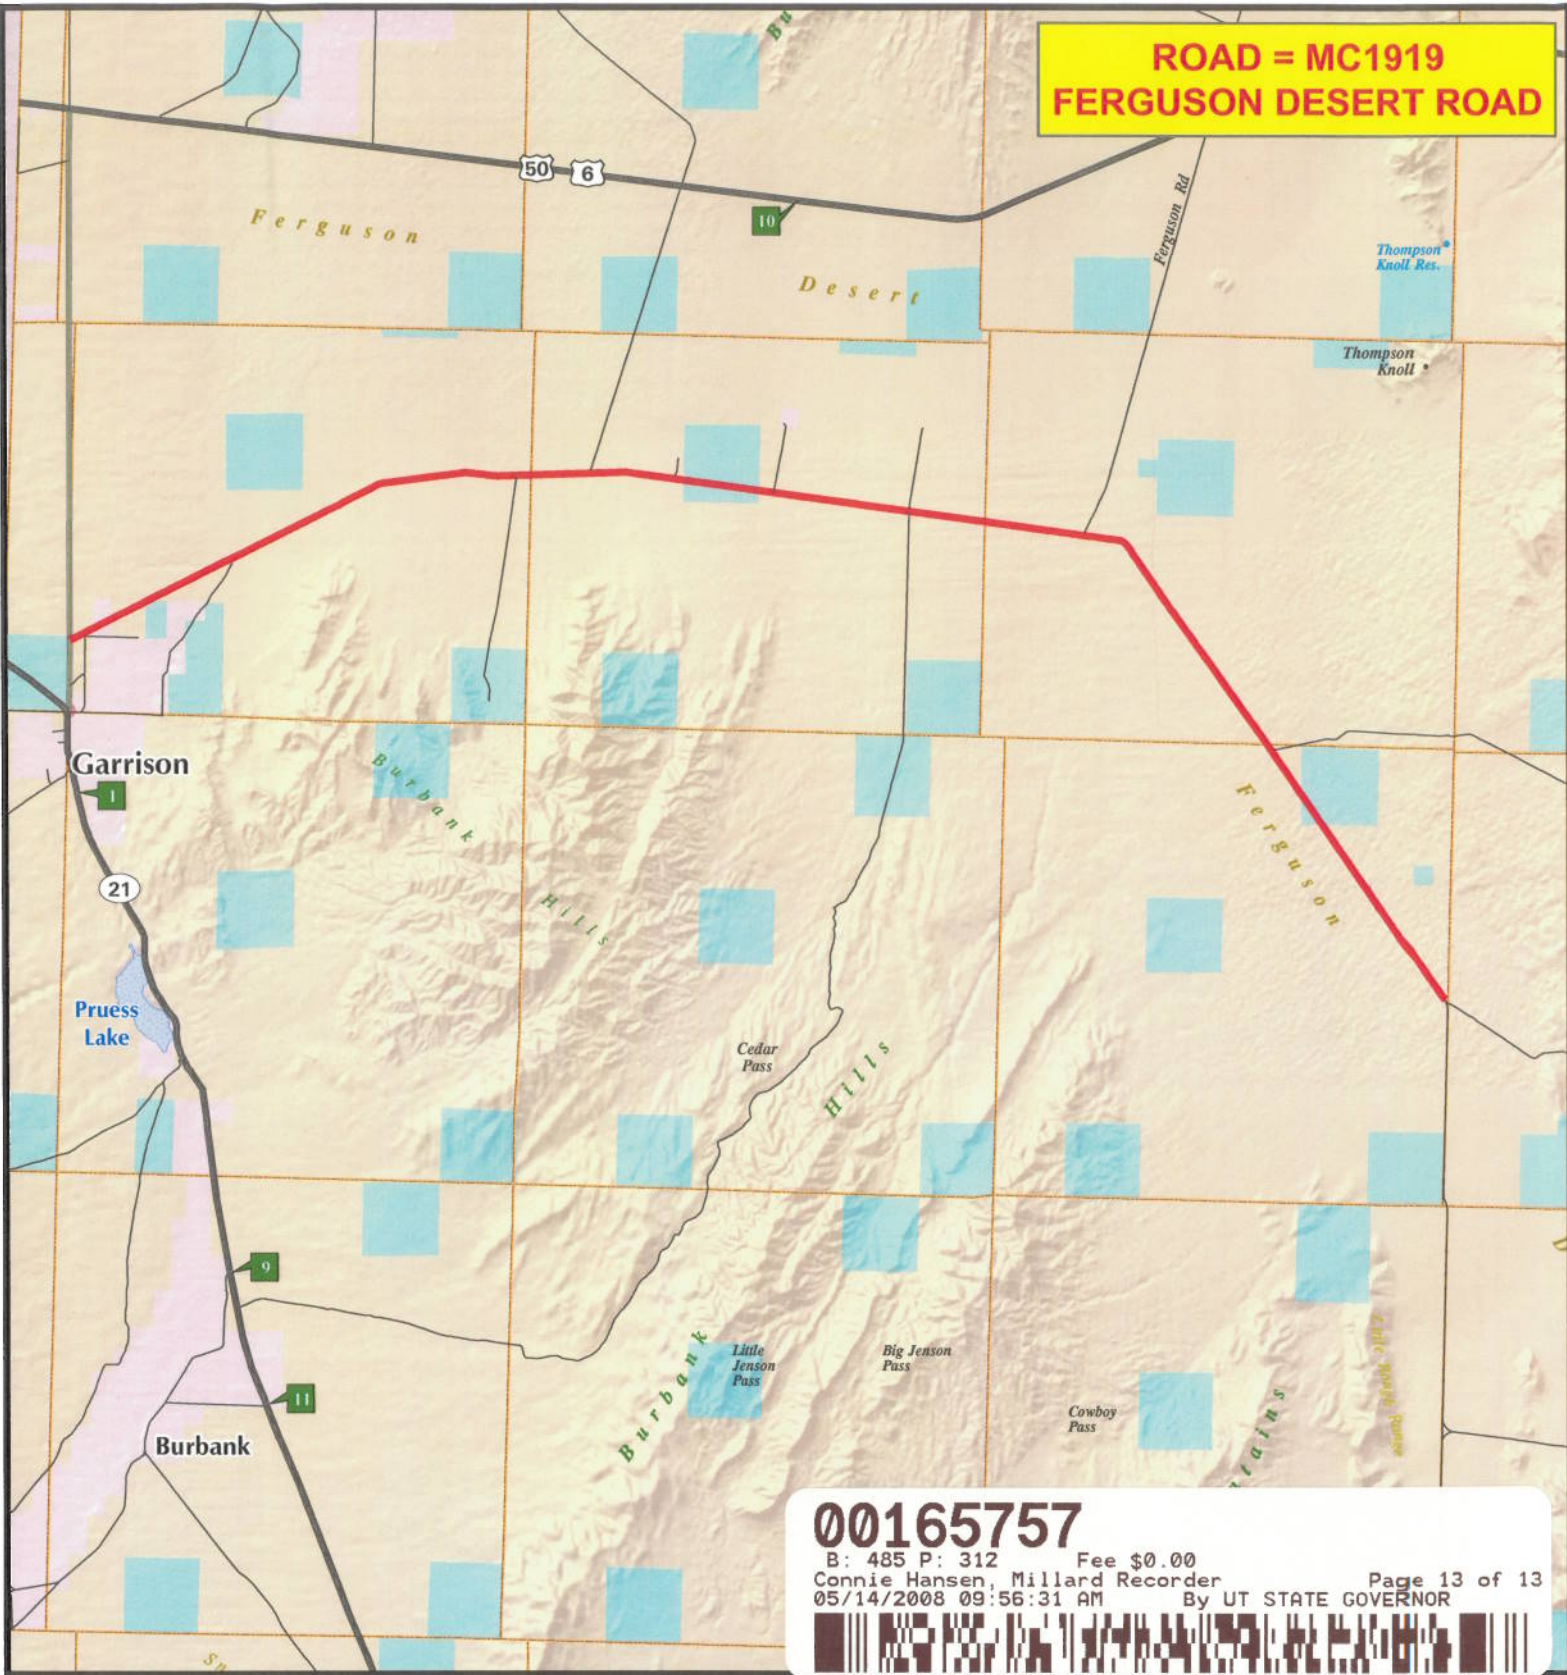 Bu
ROAD = MC1919
FERGUSON DESERT ROAD
50
6
10
Ferguson Rd
Ferguson
Desert
Thompson
Knoll Res.
Thompson
Knoll
Garrison
1
Burbank
Hills
Ferguson
21
Pruess
Lake
Cedar
Pass
Hills
9
Burbank
Little
Jenson
Pass
Big Jenson
Pass
11
Burbank
Cowboy
Pass
tains
D
Sn
00165757
B: 485 P: 312 Fee $0.00
Connie Hansen, Millard Recorder Page 13 of 13
05/14/2008 09:56:31 AM By UT STATE GOVERNOR